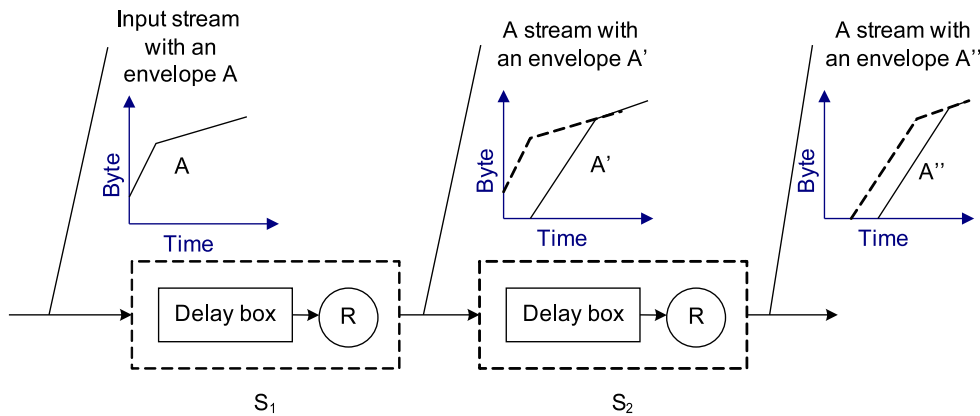 Input stream
with an
envelope A
Byte
A
Time
A stream with
an envelope A'
Byte
A'
Time
A stream with
an envelope A''
Byte
A''
Time
Delay box
R
Delay box
R
S1
S2